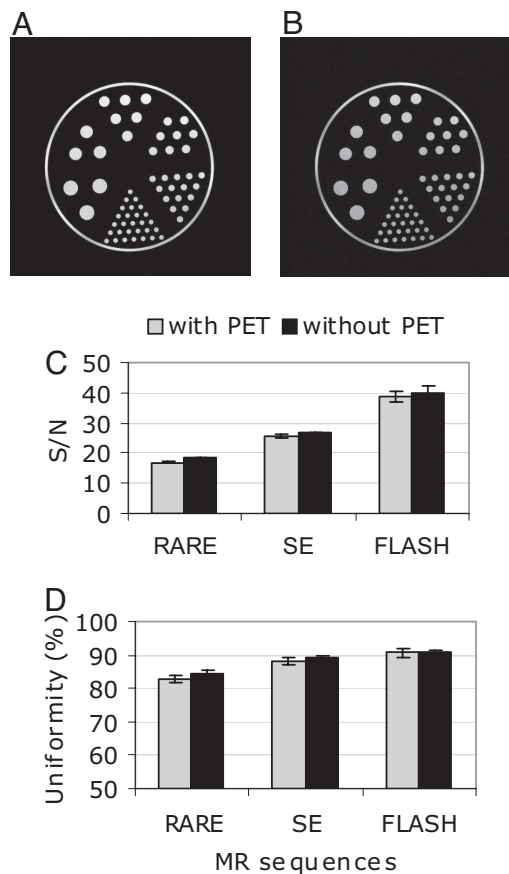 A B
with PET without PET
C
S/N
50
40
30
20
10
0
RARE SE FLASH
D
Uniformity (%)
100
90
80
70
60
50
RARE SE FLASH
MR sequences